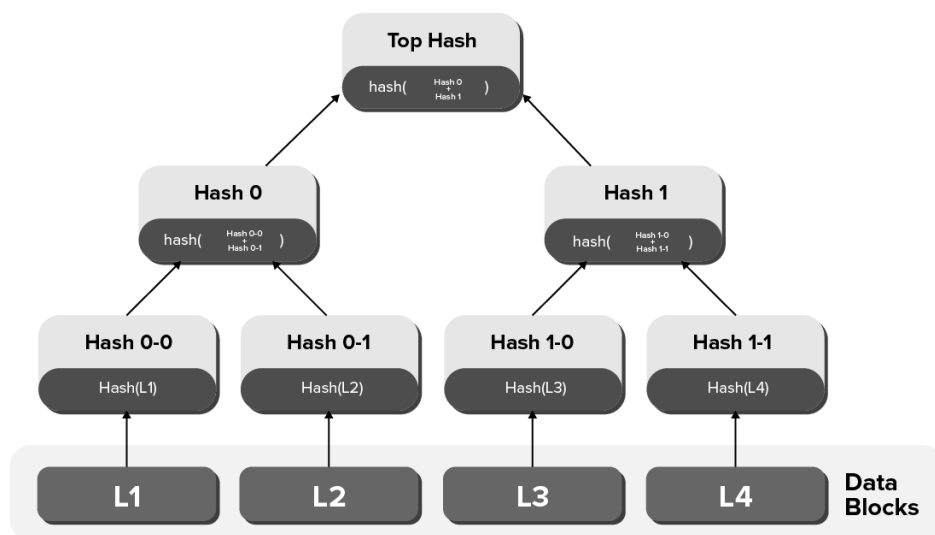 Top Hash
hash( Hash 0 + Hash 1 )
Hash 0
Hash 1
hash( Hash 0-0 + Hash 0-1 )
hash( Hash 1-0 + Hash 1-1 )
Hash 0-0
Hash 0-1
Hash 1-0
Hash 1-1
Hash(L1)
Hash(L2)
Hash(L3)
Hash(L4)
L1
L2
L3
L4
Data
Blocks